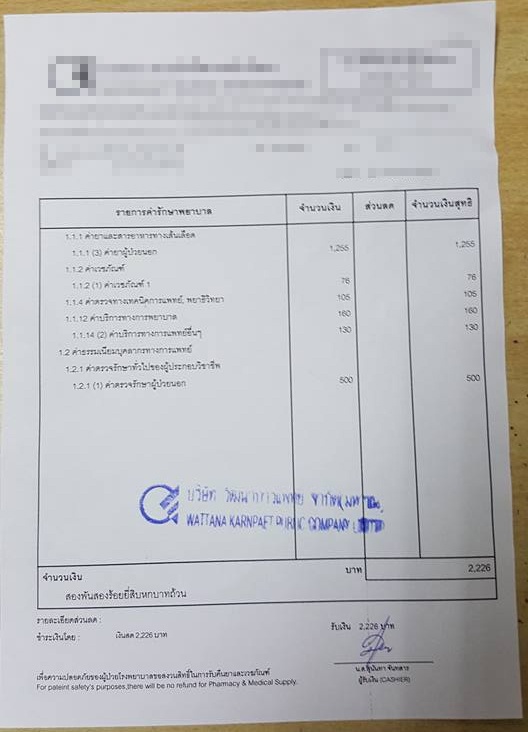 รายการค่ารักษาพยาบาล จำนวนเงิน ส่วนลด จำนวนเงินสุทธิ
1.1.1 ค่ายาและสารอาหารทางเส้นเลือด
1.1.1 (3) ค่ายาผู้ป่วยนอก 1,255 1,255
1.1.2 ค่าเวชภัณฑ์
1.1.2 (1) ค่าเวชภัณฑ์ 1 76 76
1.1.4 ค่าตรวจทางเทคนิคการแพทย์, พยาธิวิทยา 105 105
1.1.12 ค่าบริการทางการพยาบาล 160 160
1.1.14 (2) ค่าบริการทางการแพทย์อื่นๆ 130 130
1.2 ค่าธรรมเนียมบุคลากรทางการแพทย์
1.2.1 ค่าตรวจรักษาทั่วไปของผู้ประกอบวิชาชีพ
1.2.1 (1) ค่าตรวจรักษาผู้ป่วยนอก 500 500
บริษัท วัฒนาการแพทย์ จำกัด
WATTANA KARNPAET PUBLIC COMPANY
จำนวนเงิน บาท 2,226
สองพันสองร้อยยี่สิบหกบาทถ้วน
รายละเอียดส่วนลด :
ชำระเงินโดย : เงินสด 2,226 บาท รับเงิน 2,226 บาท
ผู้รับเงิน (CASHIER)
เพื่อความปลอดภัยของผู้ป่วยโรงพยาบาลขอสงวนสิทธิ์ในการรับคืนยาและเวชภัณฑ์
For pateint safety's purposes,there will be no refund for Pharmacy & Medical Supply.